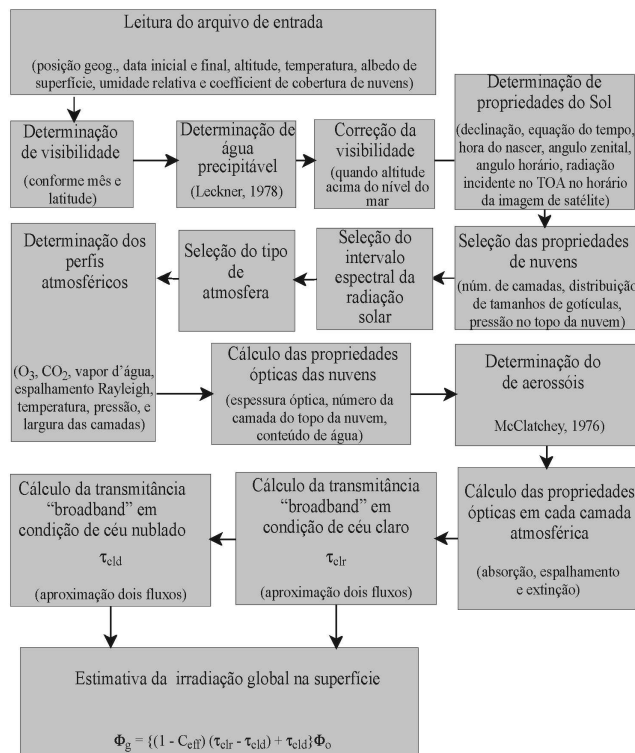 Leitura do arquivo de entrada
(posição geog., data inicial e final, altitude, temperatura, albedo de
superfície, umidade relativa e coefficient de cobertura de nuvens)
Determinação
de visibilidade
(conforme mês e
latitude)
Determinação de
água
precipitável
(Leckner, 1978)
Correção da
visibilidade
(quando altitude
acima do nível do
mar
Determinação de
propriedades do Sol
(declinação, equação do tempo,
hora do nascer, angulo zenital,
angulo horário, radiação
incidente no TOA no horário
da imagem de satélite)
Seleção das propriedades
de nuvens
(núm. de camadas, distribuição
de tamanhos de gotículas,
pressão no topo da nuvem)
Seleção do
intervalo
espectral da
radiação
solar
Seleção do tipo
de
atmosfera
Determinação dos
perfis
atmosféricos
(O₃, CO₂, vapor d'água,
espalhamento Rayleigh,
temperatura, pressão, e
largura das camadas)
Cálculo das propriedades
ópticas das nuvens
(espessura óptica, número da
camada do topo da nuvem,
conteúdo de água)
Determinação do
de aerossóis
McClatchey, 1976)
Cálculo das propriedades
ópticas em cada camada
atmosférica
(absorção, espalhamento
e extinção)
Cálculo da transmitância
"broadband" em
condição de céu claro
τclr
(aproximação dois fluxos)
Cálculo da transmitância
"broadband" em
condição de céu nublado
τcld
(aproximação dois fluxos)
Estimativa da irradiação global na superfície
Φg = {(1 - Ceff) (τclr - τcld) + τcld}Φo